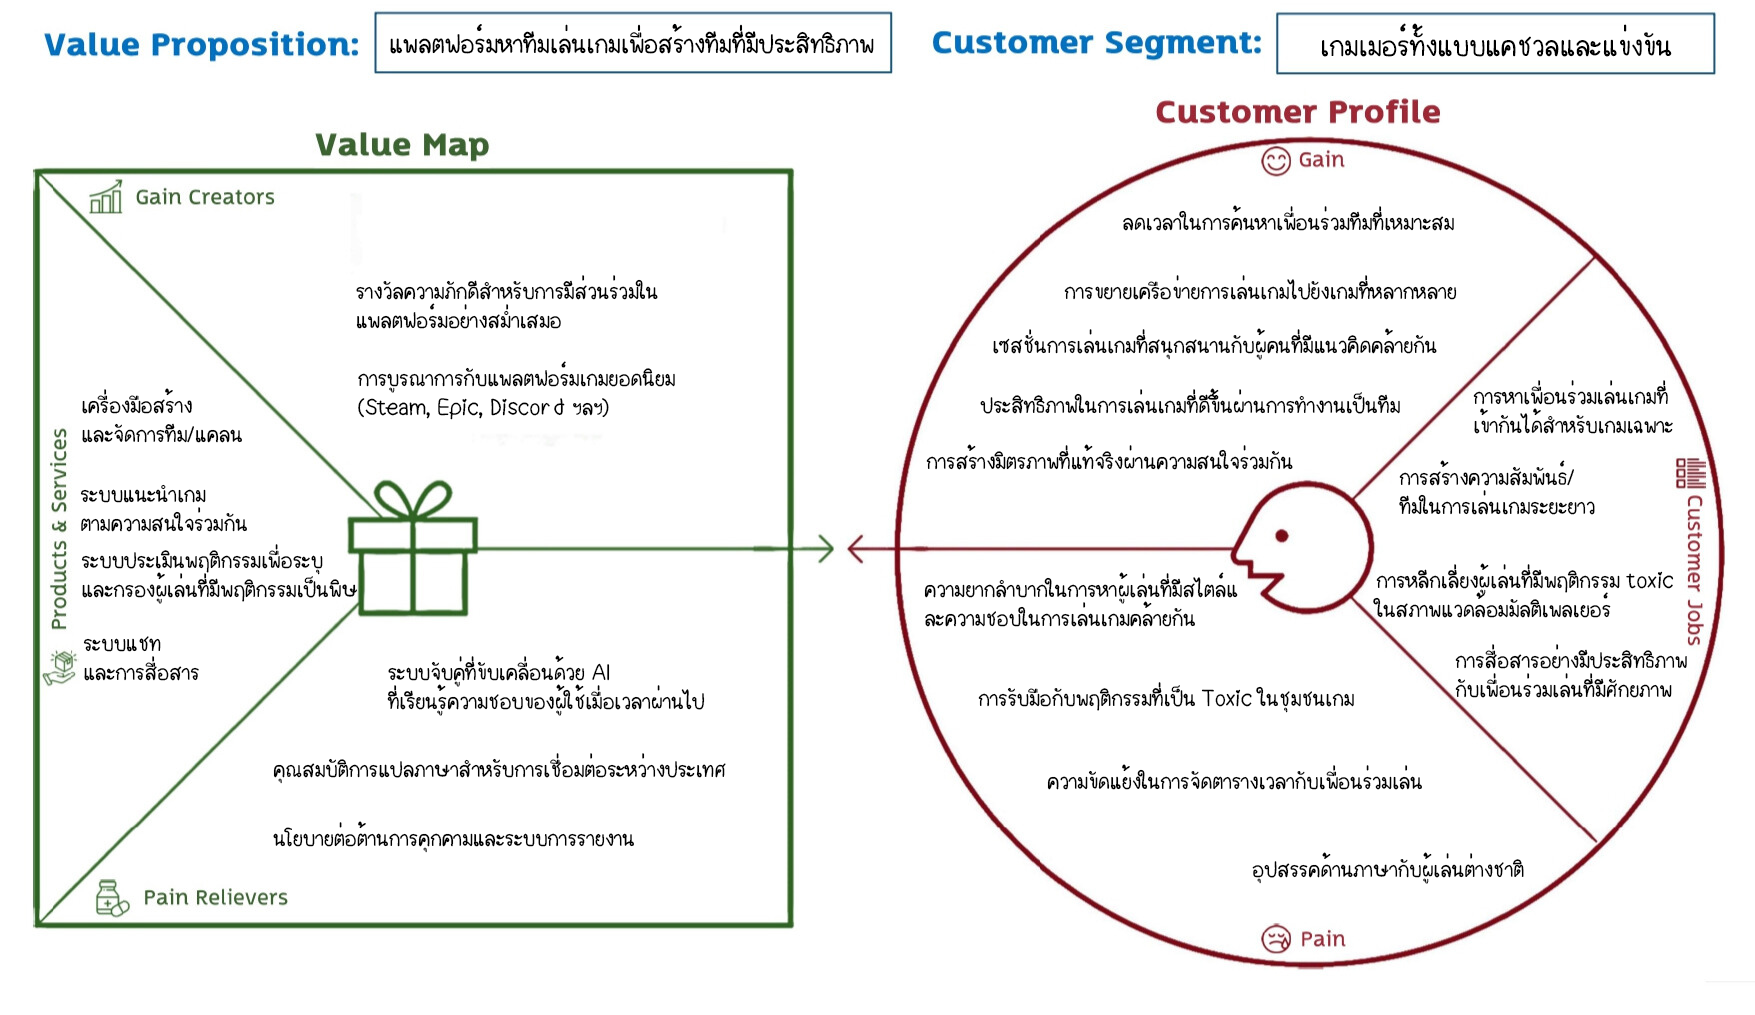 Value Proposition:
แพลตฟอร์มหาทีมเล่นเกมเพื่อสร้างทีมที่มีประสิทธิภาพ
Customer Segment:
เกมเมอร์ทั้งแบบแคชวลและแข่งขัน
Value Map
Gain Creators
รางวัลความภักดีสำหรับการมีส่วนร่วมใน
แพลตฟอร์มอย่างสม่ำเสมอ
การบูรณาการกับแพลตฟอร์มเกมยอดนิยม
(Steam, Epic, Discord ฯลฯ)
Products & Services
เครื่องมือสร้าง
และจัดการทีม/แคลน
ระบบแนะนำเกม
ตามความสนใจร่วมกัน
ระบบประเมินพฤติกรรมเพื่อระบุ
และกรองผู้เล่นที่มีพฤติกรรมเป็นพิษ
ระบบแชท
และการสื่อสาร
ระบบจับคู่ที่ขับเคลื่อนด้วย AI
ที่เรียนรู้ความชอบของผู้ใช้เมื่อเวลาผ่านไป
คุณสมบัติการแปลภาษาสำหรับการเชื่อมต่อระหว่างประเทศ
นโยบายต่อต้านการคุกคามและระบบการรายงาน
Pain Relievers
Customer Profile
Gain
ลดเวลาในการค้นหาเพื่อนร่วมทีมที่เหมาะสม
การขยายเครือข่ายการเล่นเกมไปยังเกมที่หลากหลาย
เซสชั่นการเล่นเกมที่สนุกสนานกับผู้คนที่มีแนวคิดคล้ายกัน
ประสิทธิภาพในการเล่นเกมที่ดีขึ้นผ่านการทำงานเป็นทีม
การสร้างมิตรภาพที่แท้จริงผ่านความสนใจร่วมกัน
การหาเพื่อนร่วมเล่นเกมที่
เข้ากันได้สำหรับเกมเฉพาะ
การสร้างความสัมพันธ์/
ทีมในการเล่นเกมระยะยาว
การหลีกเลี่ยงผู้เล่นที่มีพฤติกรรม toxic
ในสภาพแวดล้อมมัลติเพลเยอร์
การสื่อสารอย่างมีประสิทธิภาพ
กับเพื่อนร่วมเล่นที่มีศักยภาพ
Customer Jobs
ความยากลำบากในการหาผู้เล่นที่มีสไตล์แ
ละความชอบในการเล่นเกมคล้ายกัน
การรับมือกับพฤติกรรมที่เป็น Toxic ในชุมชนเกม
ความขัดแย้งในการจัดตารางเวลากับเพื่อนร่วมเล่น
อุปสรรคด้านภาษากับผู้เล่นต่างชาติ
Pain